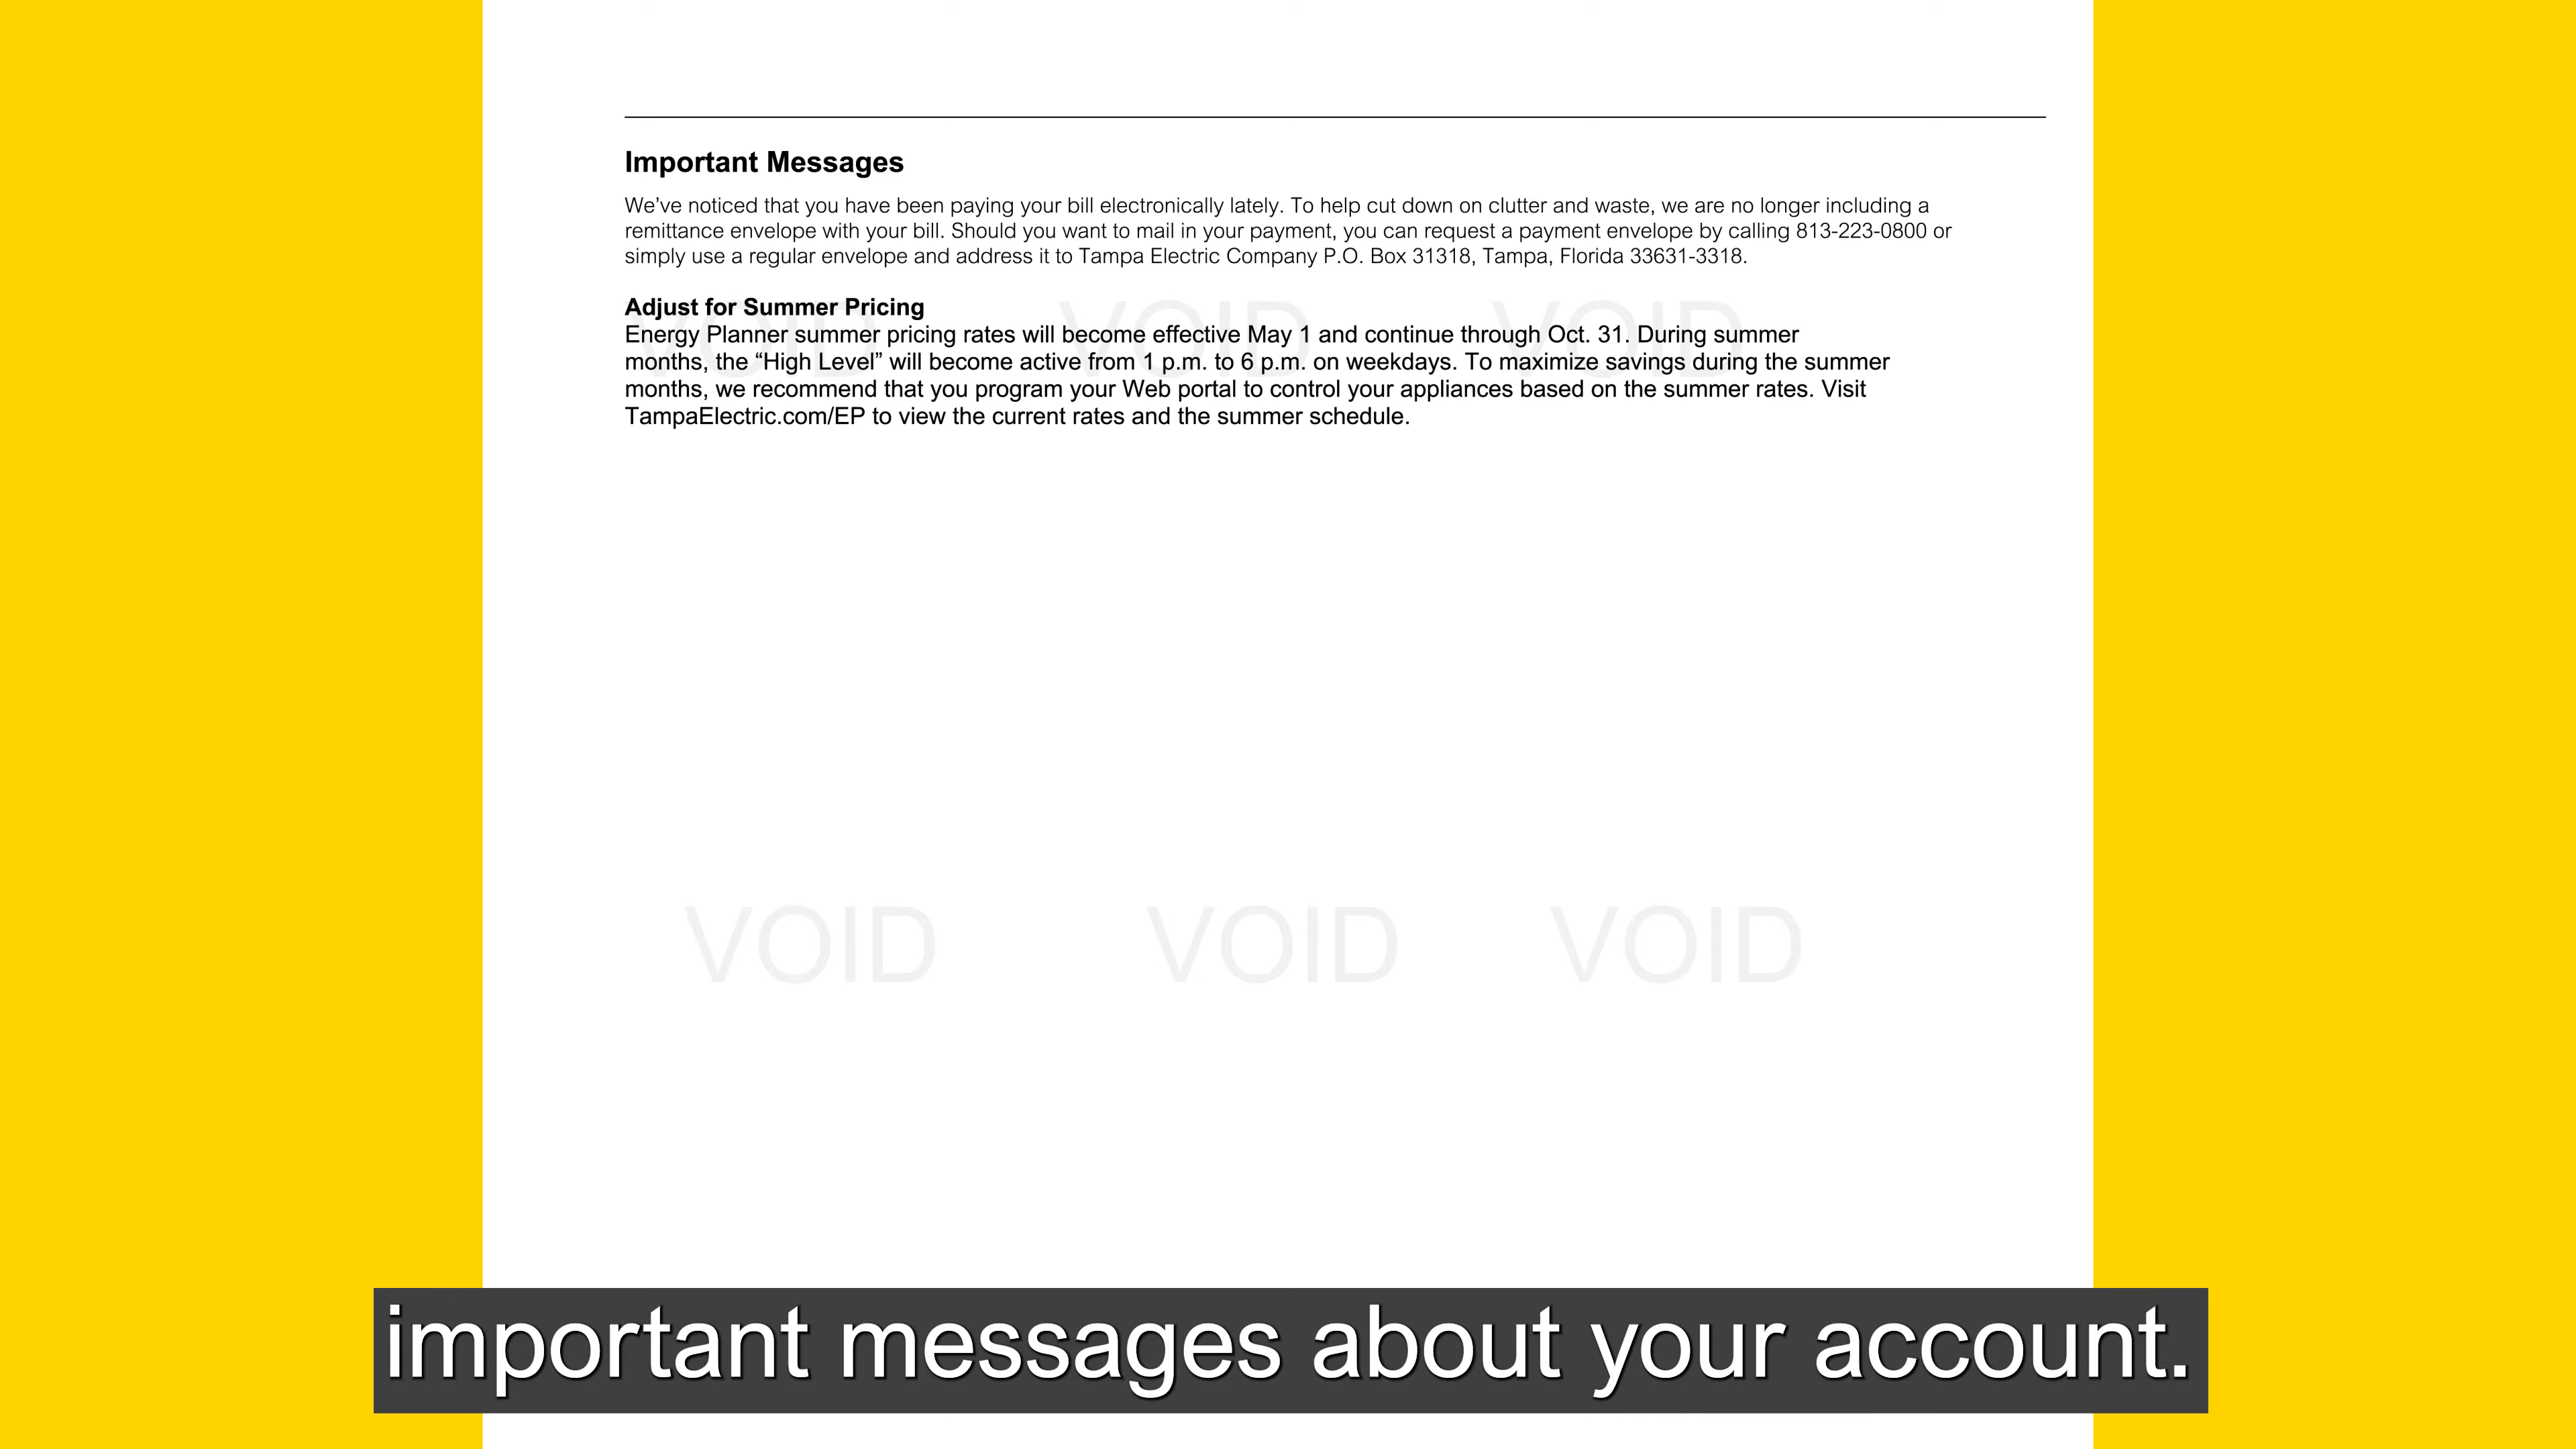 Important Messages
We’ve noticed that you have been paying your bill electronically lately. To help cut down on clutter and waste, we are no longer including a
remittance envelope with your bill. Should you want to mail in your payment, you can request a payment envelope by calling 813-223-0800 or
simply use a regular envelope and address it to Tampa Electric Company P.O. Box 31318, Tampa, Florida 33631-3318.
Adjust for Summer Pricing
Energy Planner summer pricing rates will become effective May 1 and continue through Oct. 31. During summer
months, the “High Level” will become active from 1 p.m. to 6 p.m. on weekdays. To maximize savings during the summer
months, we recommend that you program your Web portal to control your appliances based on the summer rates. Visit
TampaElectric.com/EP to view the current rates and the summer schedule.
VOID VOID VOID
VOID VOID VOID
important messages about your account.